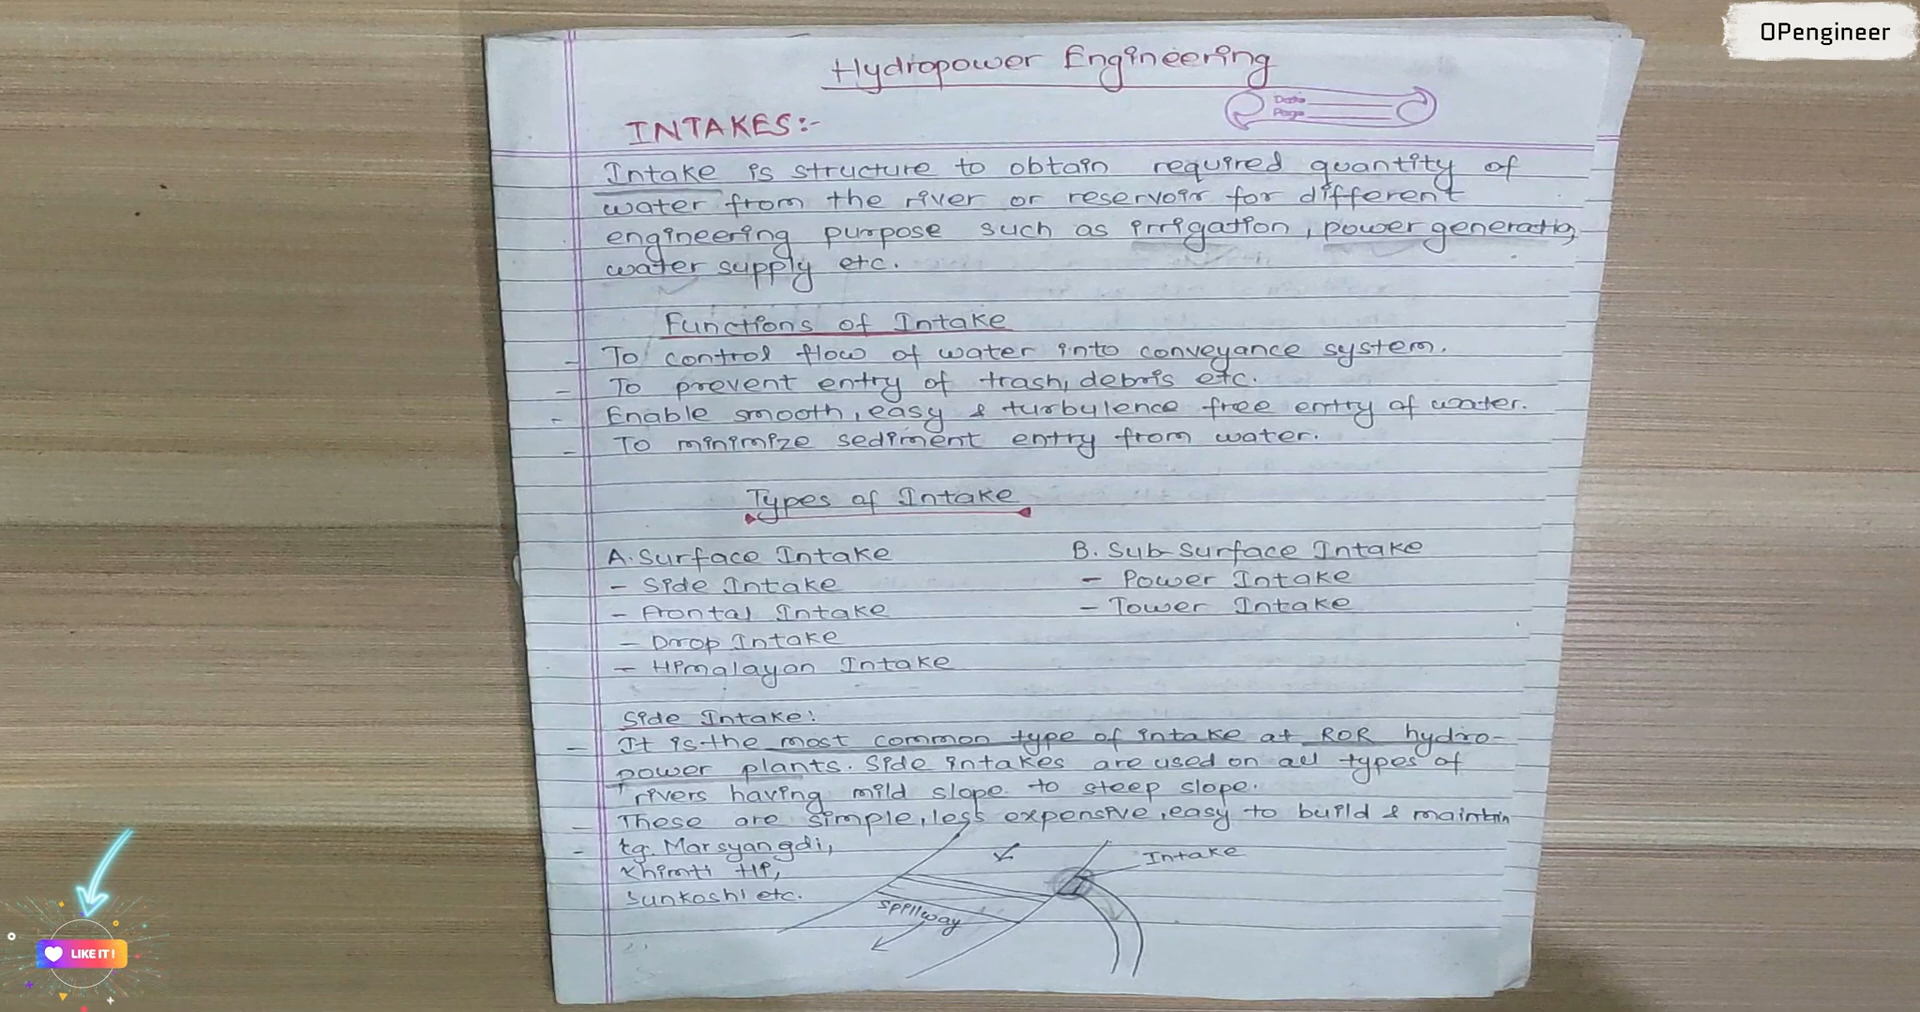 OPengineer
Hydropower Engineering
Date
Page
INTAKES:-
Intake is structure to obtain required quantity of
water from the river or reservoir for different
engineering purpose such as irrigation, power generation,
water supply etc.
Functions of Intake
- To control flow of water into conveyance system.
- To prevent entry of trash, debris etc.
- Enable smooth, easy & turbulence free entry of water.
- To minimize sediment entry from water.
Types of Intake
A. Surface Intake
- Side Intake
- Frontal Intake
- Drop Intake
- Himalayan Intake
B. Sub Surface Intake
- Power Intake
- Tower Intake
Side Intake:
- It is the most common type of intake at ROR hydro-
power plants. Side intakes are used on all types of
rivers having mild slope to steep slope.
- These are simple, less expensive, easy to build & maintain
- Eg. Marsyangdi,
Khimti HP,
Sunkoshi etc.
Intake
Spillway
LIKE IT!